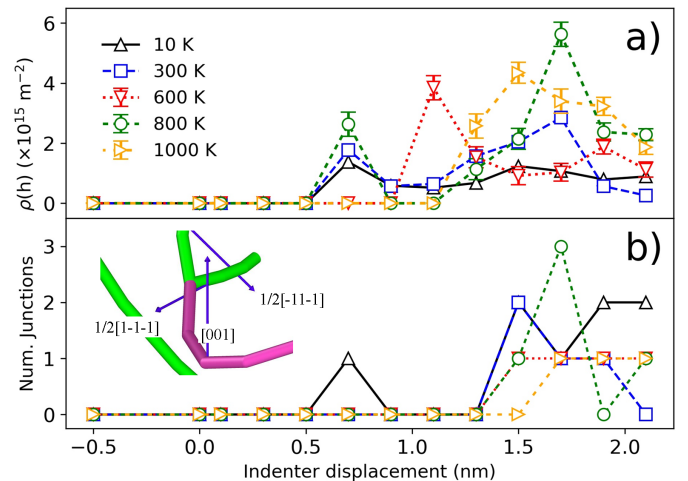 6
4
2
0
ρ(h) (×10¹⁵ m⁻²)
10 K
300 K
600 K
800 K
1000 K
a)
3
2
1
0
Num. Junctions
b)
1/2[-11-1]
1/2[1-1-1]
[001]
−0.5 0.0 0.5 1.0 1.5 2.0
Indenter displacement (nm)